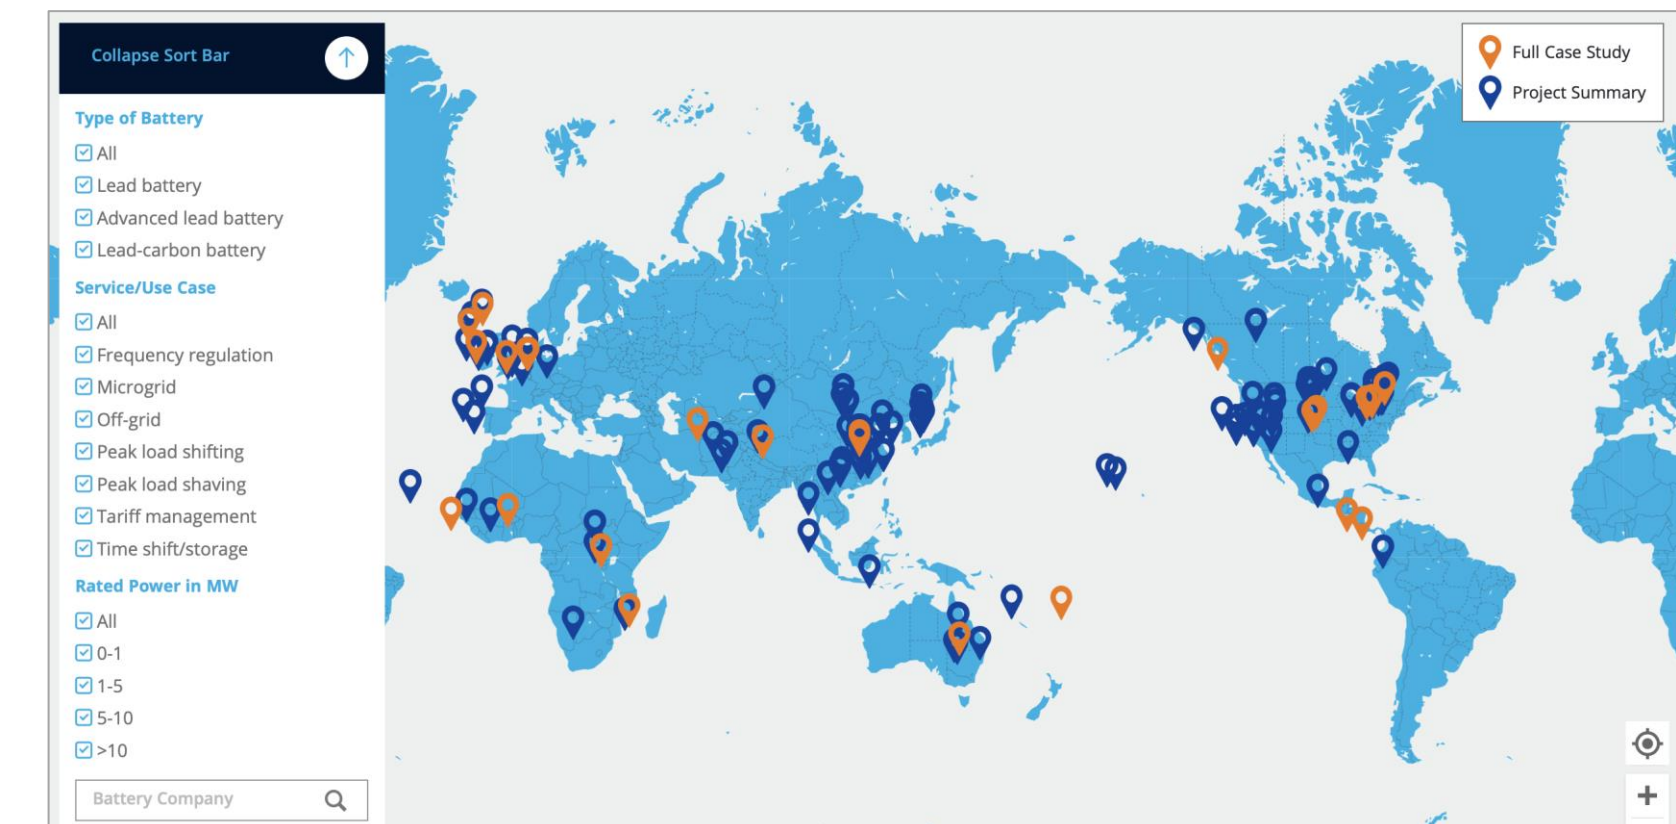 Collapse Sort Bar
Type of Battery
All
Lead battery
Advanced lead battery
Lead-carbon battery
Service/Use Case
All
Frequency regulation
Microgrid
Off-grid
Peak load shifting
Peak load shaving
Tariff management
Time shift/storage
Rated Power in MW
All
0-1
1-5
5-10
>10
Battery Company
Full Case Study
Project Summary